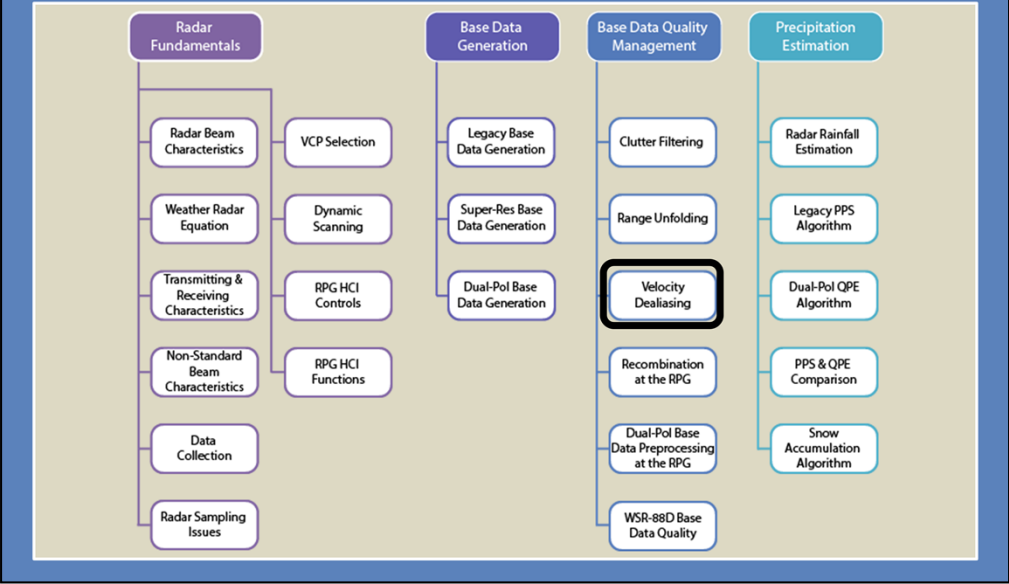 Radar
Fundamentals
Radar Beam
Characteristics
Weather Radar
Equation
Transmitting &
Receiving
Characteristics
Non-Standard
Beam
Characteristics
Data
Collection
Radar Sampling
Issues
VCP Selection
Dynamic
Scanning
RPG HCI
Controls
RPG HCI
Functions
Base Data
Generation
Legacy Base
Data Generation
Super-Res Base
Data Generation
Dual-Pol Base
Data Generation
Base Data Quality
Management
Clutter Filtering
Range Unfolding
Velocity
Dealiasing
Recombination
at the RPG
Dual-Pol Base
Data Preprocessing
at the RPG
WSR-88D Base
Data Quality
Precipitation
Estimation
Radar Rainfall
Estimation
Legacy PPS
Algorithm
Dual-Pol QPE
Algorithm
PPS & QPE
Comparison
Snow
Accumulation
Algorithm